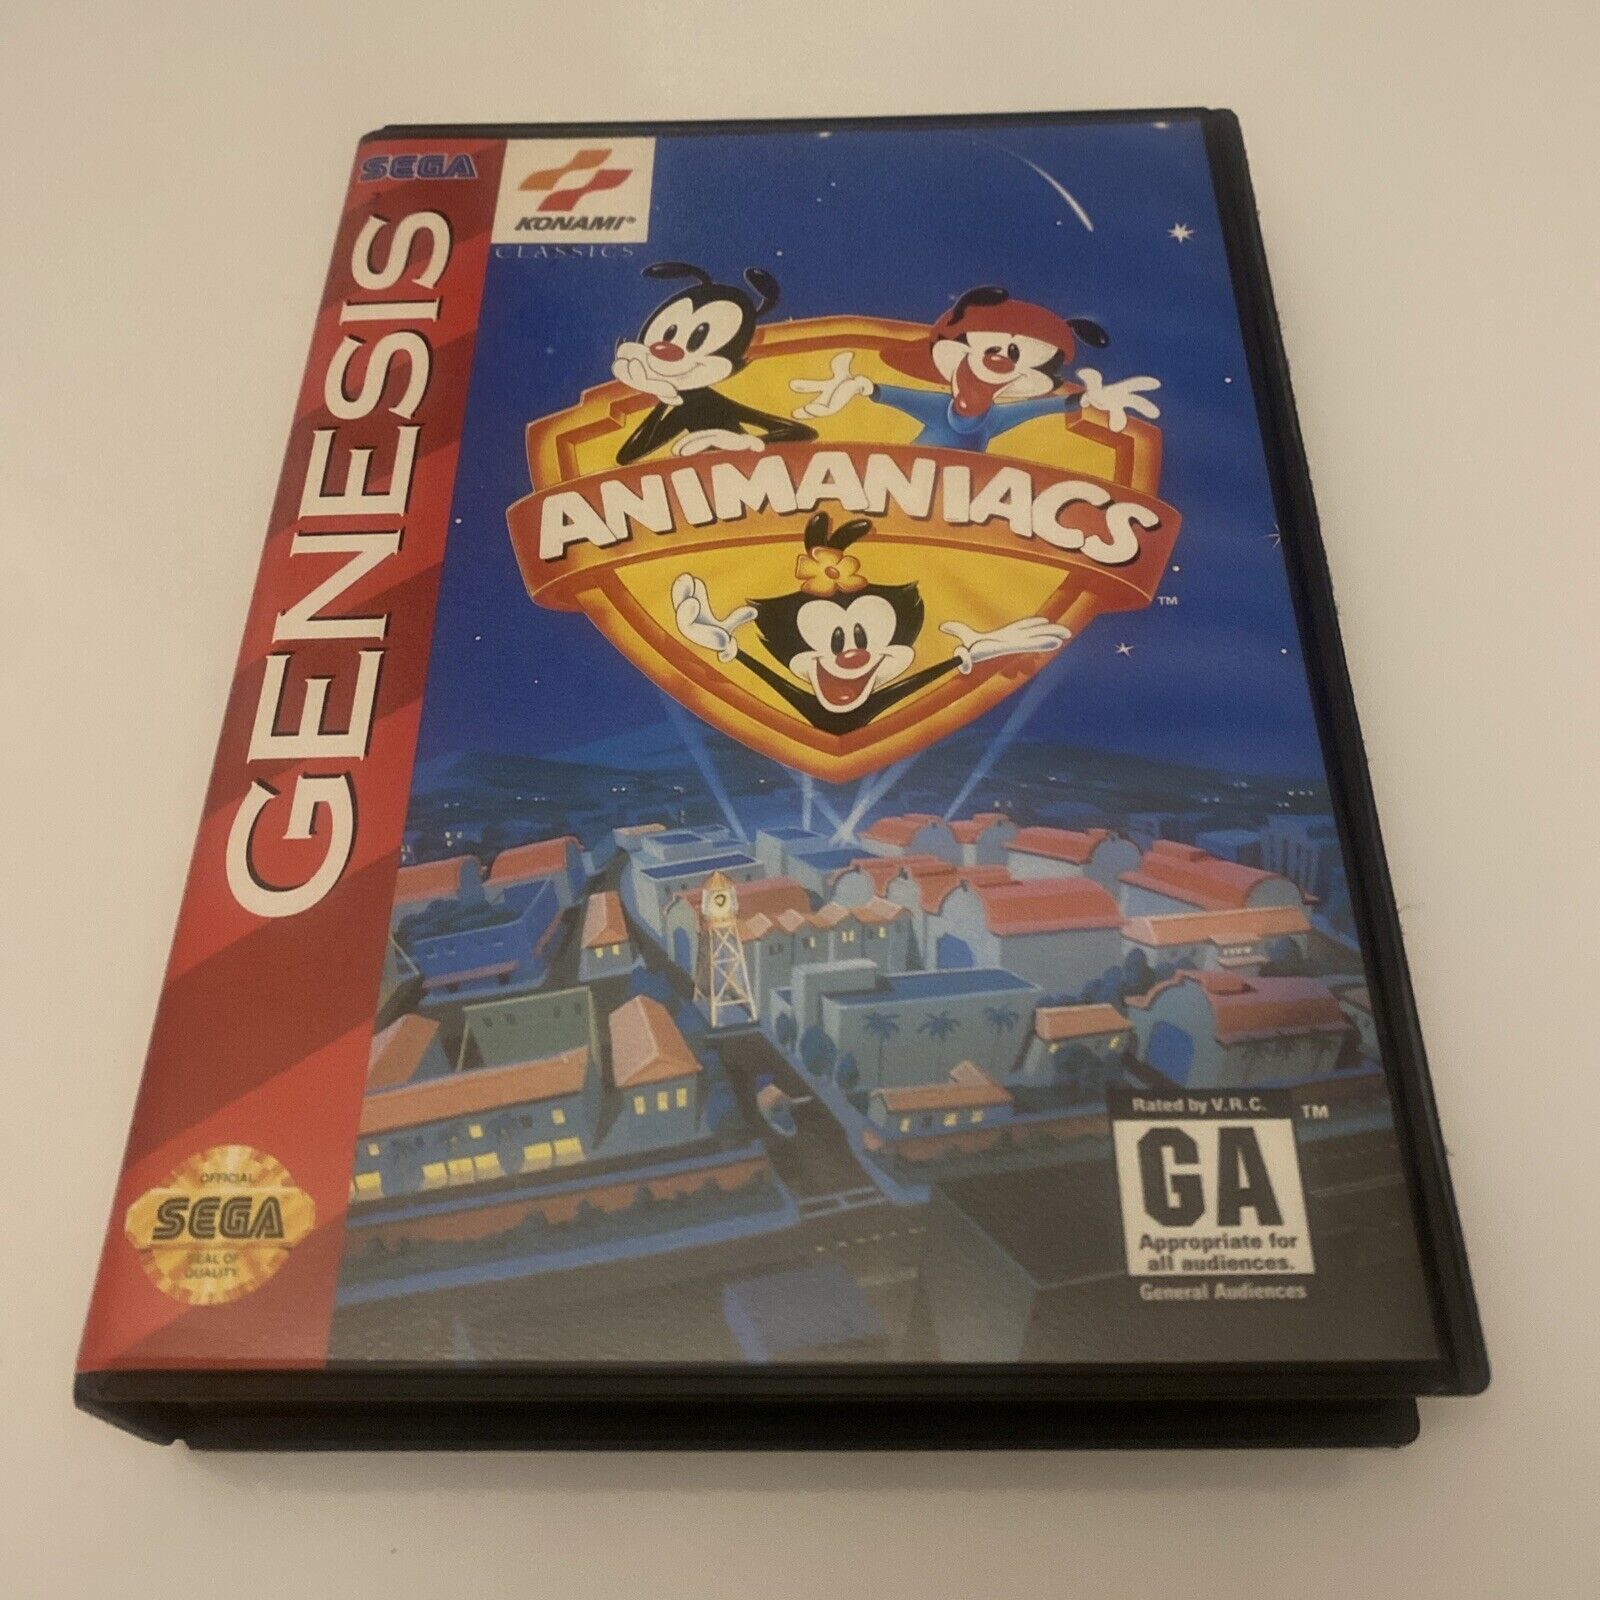 SEGA
KONAMI®
CLASSICS
GENESIS
ANIMANIACS
TM
Rated by V.R.C.
TM
GA
Appropriate for
all audiences.
General Audiences
OFFICIAL
SEGA
SEAL OF
QUALITY